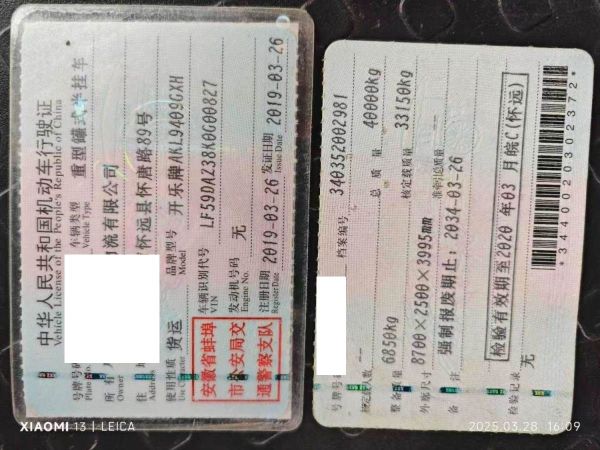 中华人民共和国机动车行驶证
Vehicle License of the People's Republic of China
号牌号码
Plate No.
车辆类型 重型罐式半挂车
Vehicle Type
所有人 物流有限公司
Owner
住址 怀远县怀唐路89号
使用性质 货运
品牌型号 开乐牌AKL9409GXH
Model
安徽省蚌埠
市公安局交
通警察支队
车辆识别代号 LF59DAZ38K0G00827
VIN
发动机号码 无
Engine No.
注册日期 2019-03-26 发证日期 2019-03-26
Register Date Issue Date
号牌号码
档案编号 340352002981
核定载人数 --
总质量 40000kg
整备质量 6850kg
核定载质量 33150kg
外廓尺寸 8700×2500×3995mm
准牵引总质量 --
备注 强制报废期止:2034-03-26
检验有效期至2020年03月皖C(怀远)
检验记录 无
*3440020302372*
XIAOMI 13 | LEICA
2025.03.28 16:09